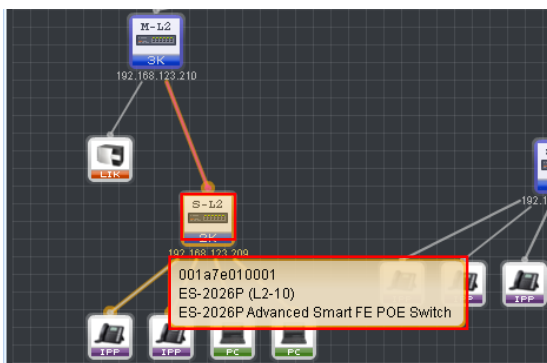 M-L2
3K
192.168.123.210
LIK
S-L2
2K
192.168.123.209
001a7e010001
ES-2026P (L2-10)
ES-2026P Advanced Smart FE POE Switch
IPP
IPP
IPP
PC
PC